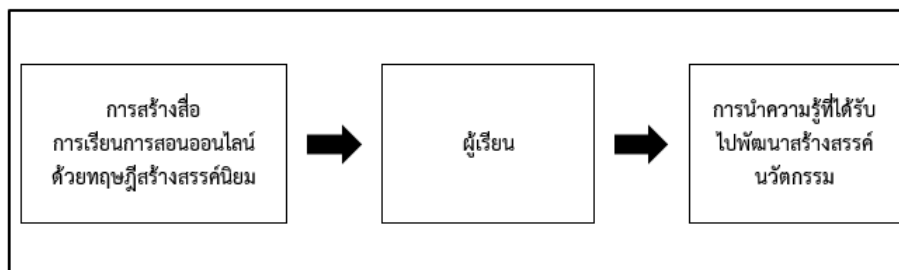 การสร้างสื่อ
การเรียนการสอนออนไลน์
ด้วยทฤษฎีสร้างสรรค์นิยม
ผู้เรียน
การนำความรู้ที่ได้รับ
ไปพัฒนาสร้างสรรค์
นวัตกรรม